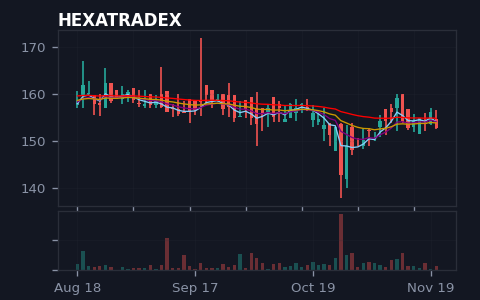 HEXATRADEX
170
160
150
140
Aug 18
Sep 17
Oct 19
Nov 19